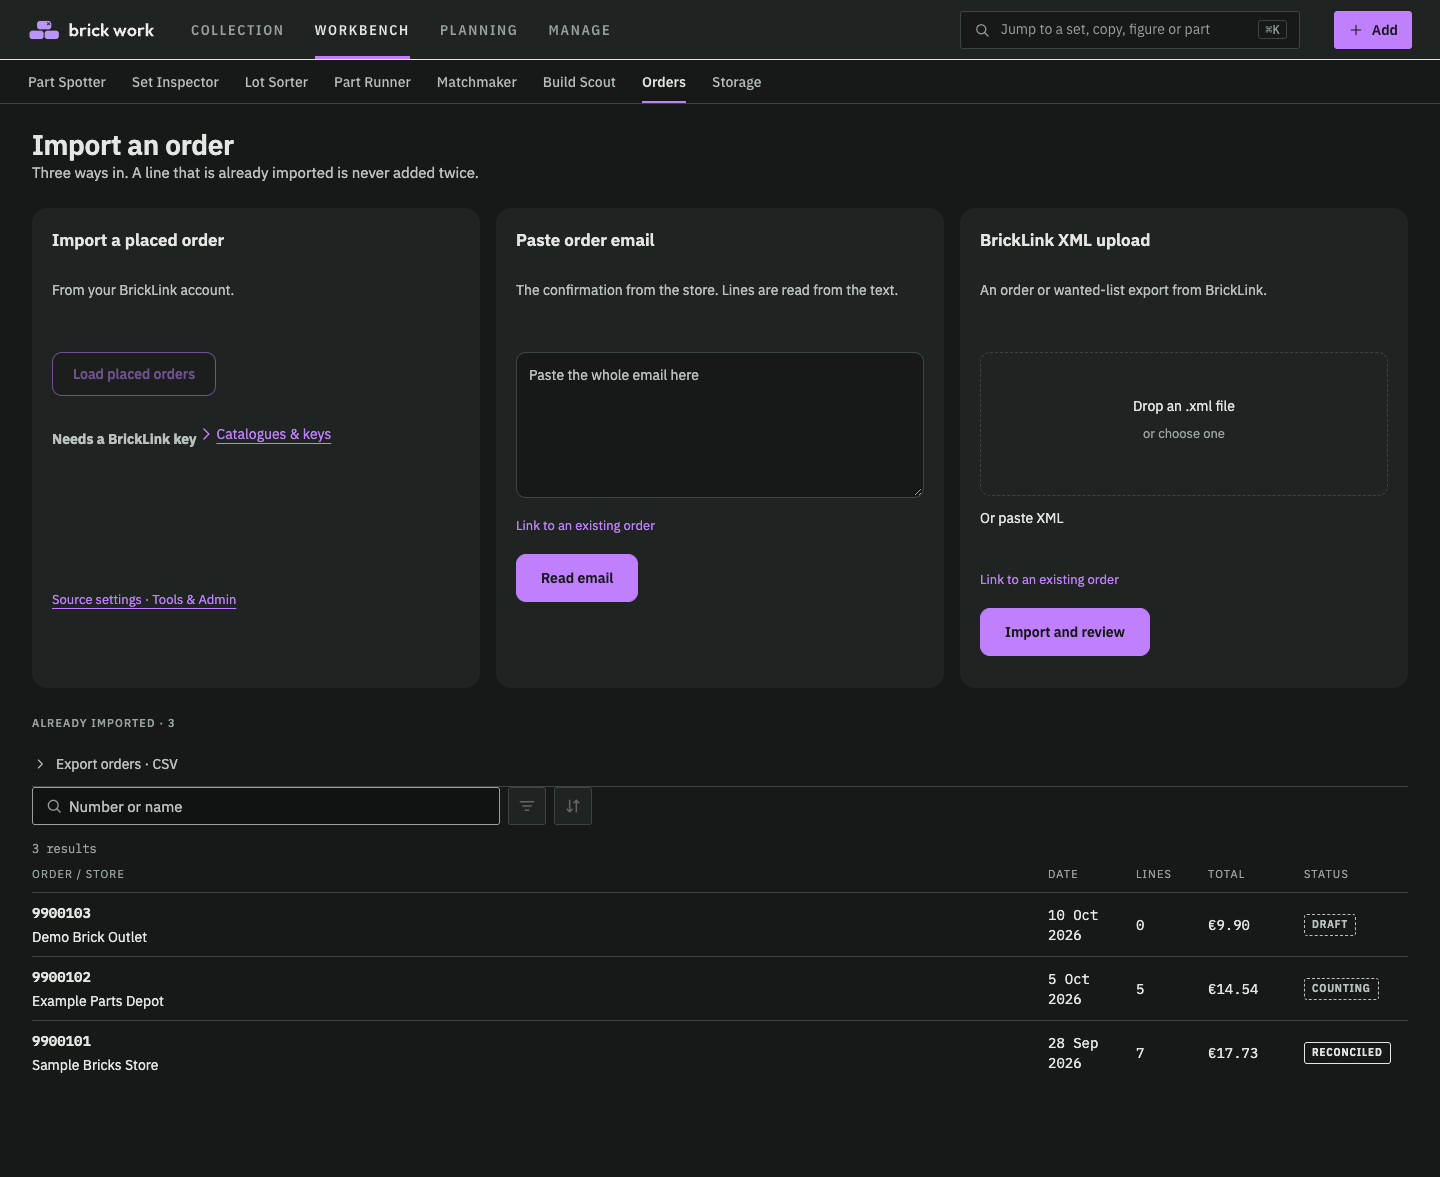 brick work
COLLECTION
WORKBENCH
PLANNING
MANAGE
Jump to a set, copy, figure or part
⌘K
Add
Part Spotter
Set Inspector
Lot Sorter
Part Runner
Matchmaker
Build Scout
Orders
Storage
Import an order
Three ways in. A line that is already imported is never added twice.
Import a placed order
From your BrickLink account.
Load placed orders
Needs a BrickLink key
Catalogues & keys
Source settings · Tools & Admin
Paste order email
The confirmation from the store. Lines are read from the text.
Paste the whole email here
Link to an existing order
Read email
BrickLink XML upload
An order or wanted-list export from BrickLink.
Drop an .xml file
or choose one
Or paste XML
Link to an existing order
Import and review
ALREADY IMPORTED · 3
Export orders · CSV
Number or name
3 results
ORDER / STORE DATE LINES TOTAL STATUS
9900103
Demo Brick Outlet
10 Oct
2026
0
€9.90
DRAFT
9900102
Example Parts Depot
5 Oct
2026
5
€14.54
COUNTING
9900101
Sample Bricks Store
28 Sep
2026
7
€17.73
RECONCILED